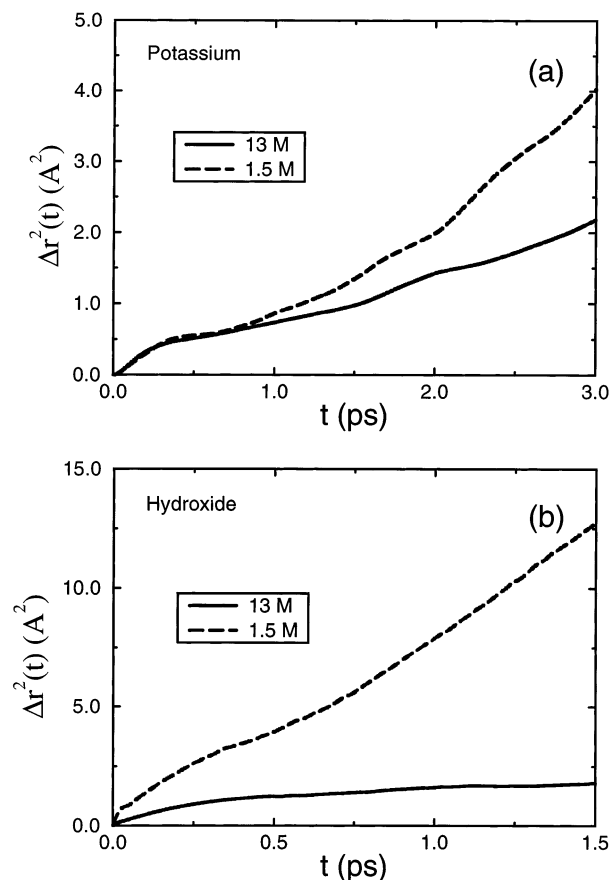 5.0
Potassium
(a)
4.0
13 M
1.5 M
3.0
Δr²(t) (A²)
2.0
1.0
0.0
0.0 1.0 2.0 3.0
t (ps)
15.0
Hydroxide
(b)
13 M
1.5 M
10.0
Δr²(t) (A²)
5.0
0.0
0.0 0.5 1.0 1.5
t (ps)